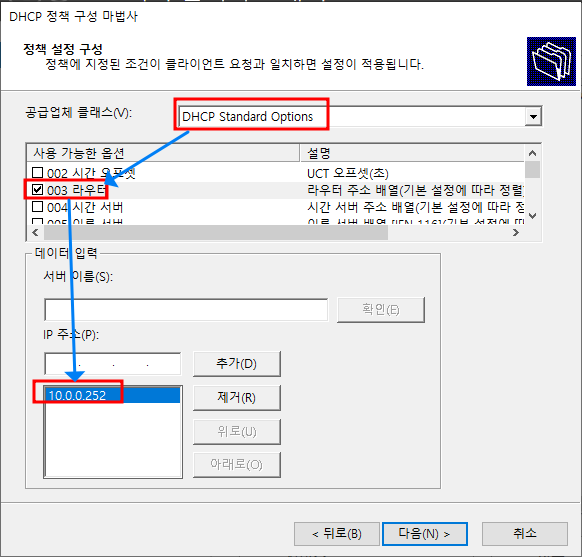 DHCP 정책 구성 마법사
정책 설정 구성
정책에 지정된 조건이 클라이언트 요청과 일치하면 설정이 적용됩니다.
공급업체 클래스(V):
DHCP Standard Options
사용 가능한 옵션 설명
002 시간 오프셋 UCT 오프셋(초)
003 라우터 라우터 주소 배열(기본 설정에 따라 정렬
004 시간 서버 시간 서버 주소 배열(기본 설정에 따라 정
005 이름 서버 이름 서버 배열 [IEN 116](기본 설정에 따
데이터 입력
서버 이름(S):
확인(E)
IP 주소(P):
추가(D)
10.0.0.252
제거(R)
위로(U)
아래로(O)
< 뒤로(B) 다음(N) > 취소